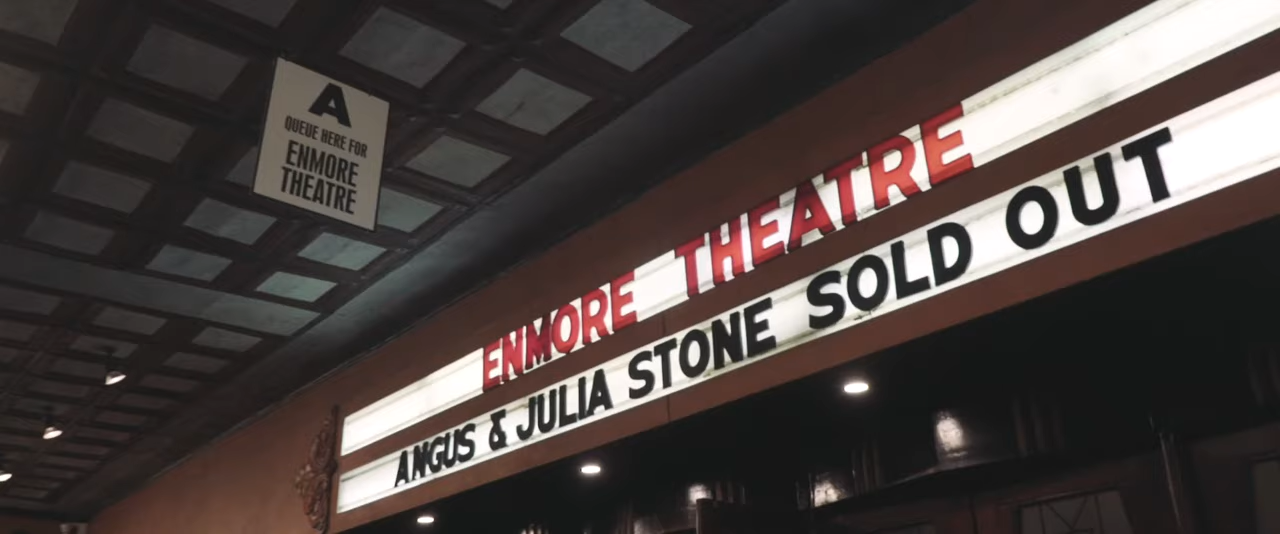 A
QUEUE HERE FOR
ENMORE
THEATRE
ENMORE THEATRE
ANGUS & JULIA STONE SOLD OUT